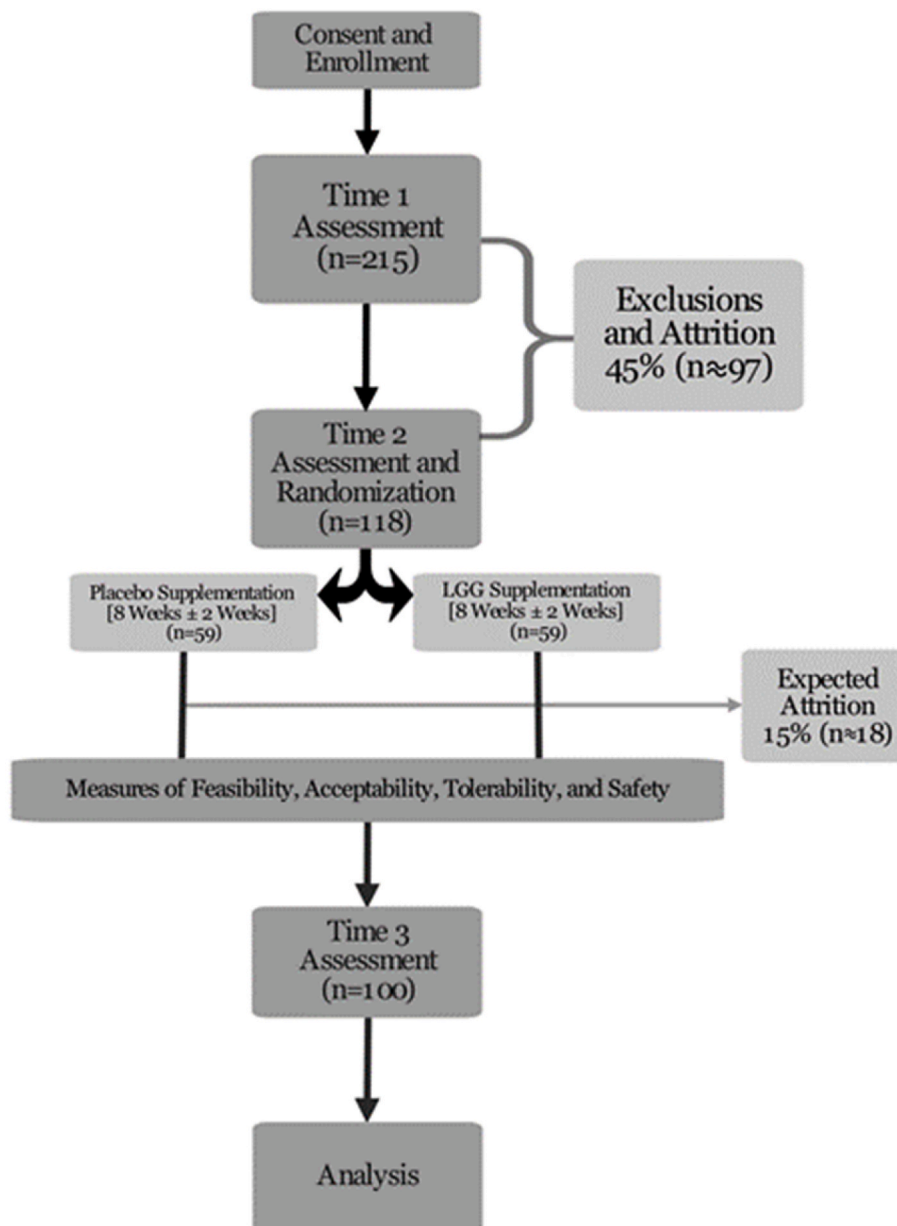 Consent and
Enrollment
Time 1
Assessment
(n=215)
Exclusions
and Attrition
45% (n≈97)
Time 2
Assessment and
Randomization
(n=118)
Placebo Supplementation
[8 Weeks ± 2 Weeks]
(n=59)
LGG Supplementation
[8 Weeks ± 2 Weeks]
(n=59)
Expected
Attrition
15% (n≈18)
Measures of Feasibility, Acceptability, Tolerability, and Safety
Time 3
Assessment
(n=100)
Analysis